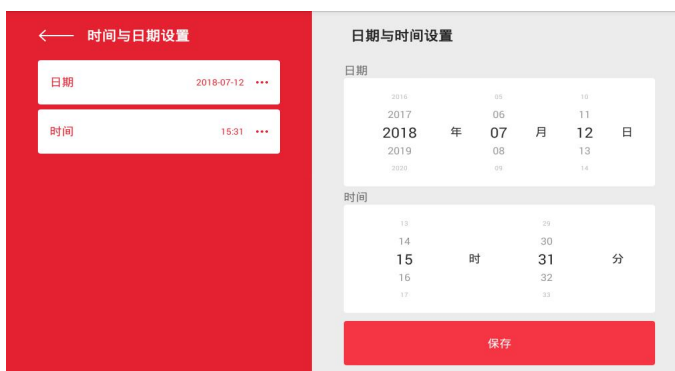 时间与日期设置
日期 2018-07-12 •••
时间 15:31 •••
日期与时间设置
日期
2016 05 10
2017 06 11
2018 年 07 月 12 日
2019 08 13
2020 09 14
时间
13 29
14 30
15 时 31 分
16 32
17 33
保存